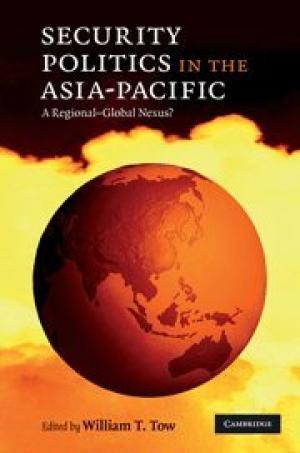 SECURITY
POLITICS IN THE
ASIA-PACIFIC
A Regional–Global Nexus?
Edited by William T. Tow
CAMBRIDGE